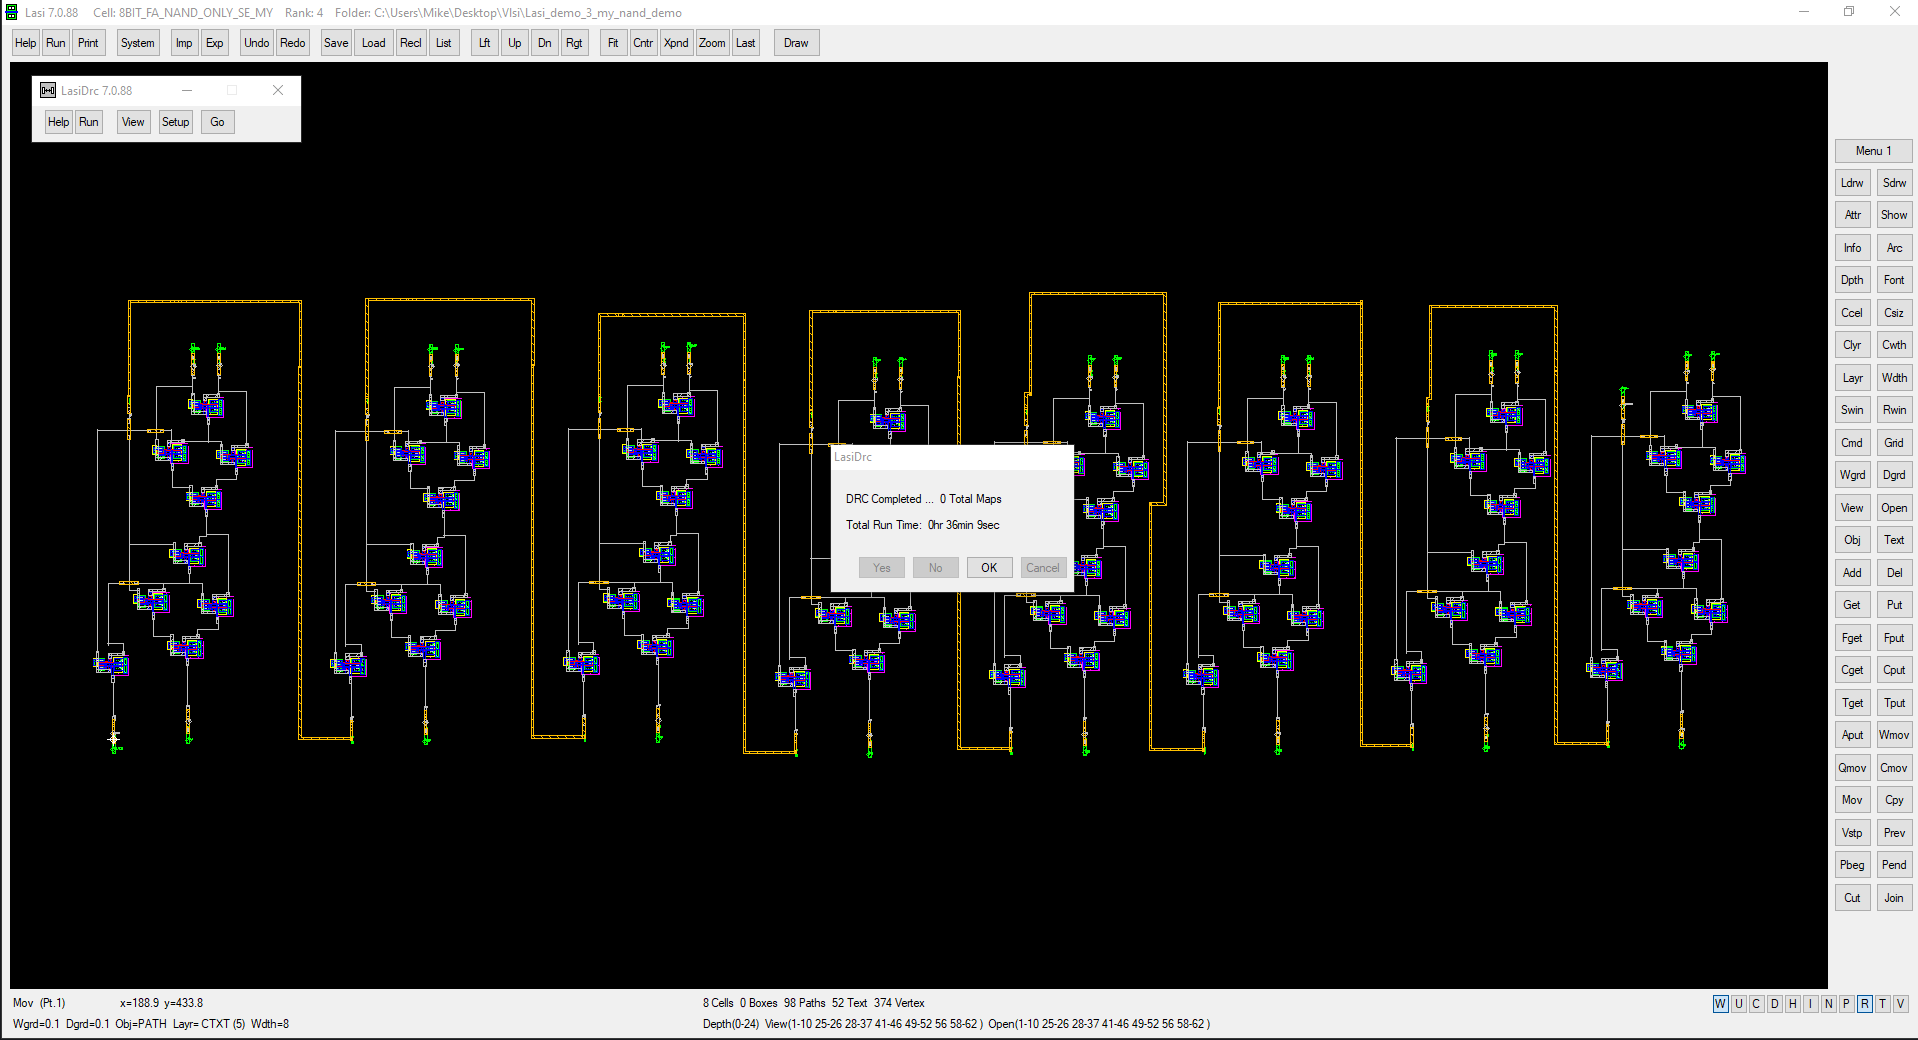 Lasi 7.0.88 Cell: 8BIT_FA_NAND_ONLY_SE_MY Rank: 4 Folder: C:\Users\Mike\Desktop\Vlsi\Lasi_demo_3_my_nand_demo
Help Run Print System Imp Exp Undo Redo Save Load Recl List Lft Up Dn Rgt Fit Cntr Xpnd Zoom Last Draw
LasiDrc 7.0.88
Help Run View Setup Go
Menu 1
Ldrw Sdrw
Attr Show
Info Arc
Dpth Font
Ccel Csiz
Clyr Cwth
Layr Wdth
Swin Rwin
Cmd Grid
Wgrd Dgrd
View Open
Obj Text
Add Del
Get Put
Fget Fput
Cget Cput
Tget Tput
Aput Wmov
Qmov Cmov
Mov Cpy
Vstp Prev
Pbeg Pend
Cut Join
LasiDrc
DRC Completed ... 0 Total Maps
Total Run Time: 0hr 36min 9sec
Yes No OK Cancel
Mov (Pt.1) x=188.9 y=433.8
8 Cells 0 Boxes 98 Paths 52 Text 374 Vertex
W U C D H I N P R T V
Wgrd=0.1 Dgrd=0.1 Obj=PATH Layr= CTXT (5) Wdth=8
Depth(0-24) View(1-10 25-26 28-37 41-46 49-52 56 58-62 ) Open(1-10 25-26 28-37 41-46 49-52 56 58-62 )